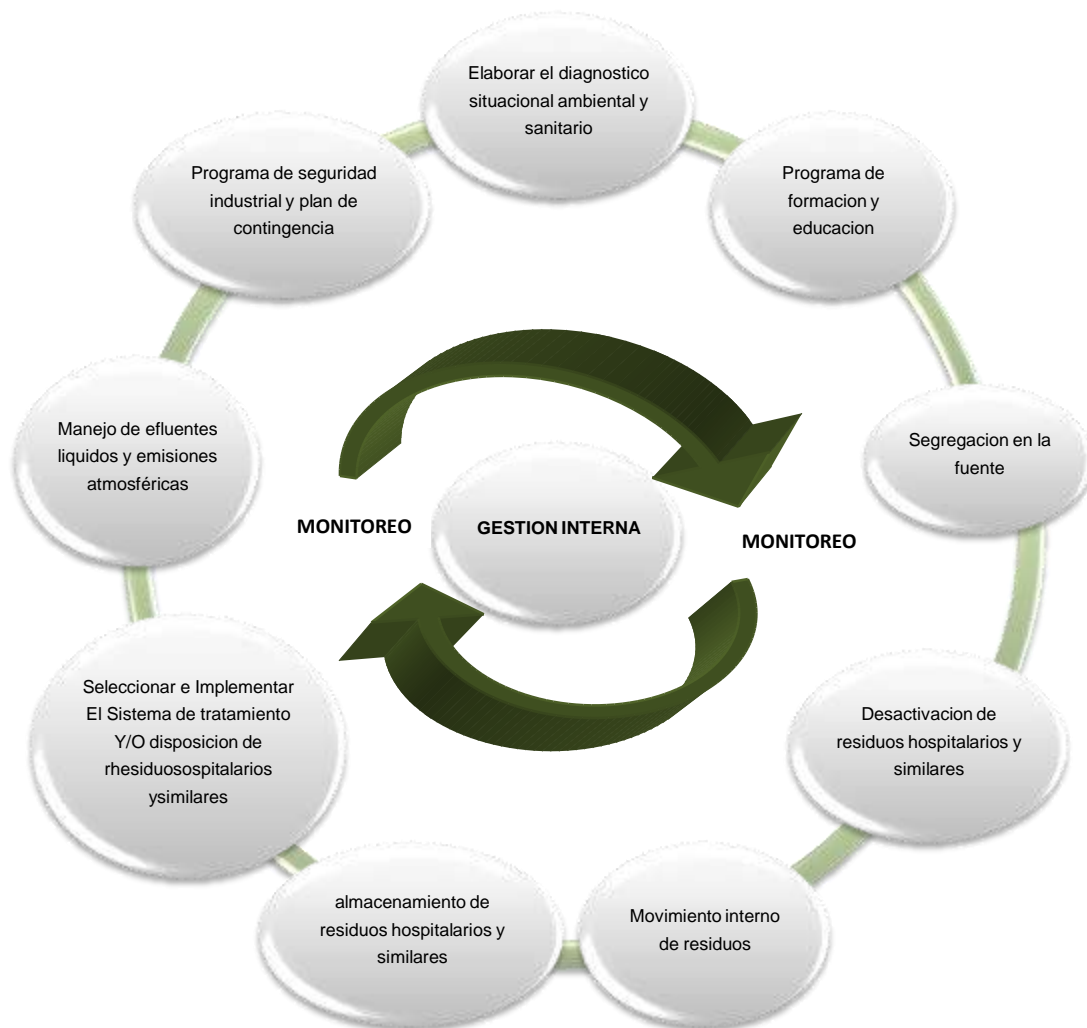 Elaborar el diagnostico
situacional ambiental y
sanitario
Programa de
formacion y
educacion
Segregacion en la
fuente
Desactivacion de
residuos hospitalarios y
similares
Movimiento interno
de residuos
almacenamiento de
residuos hospitalarios y
similares
Seleccionar e Implementar
El Sistema de tratamiento
Y/O disposicion de
rhesiduosospitalarios
ysimilares
Manejo de efluentes
liquidos y emisiones
atmosféricas
Programa de seguridad
industrial y plan de
contingencia
MONITOREO
GESTION INTERNA
MONITOREO